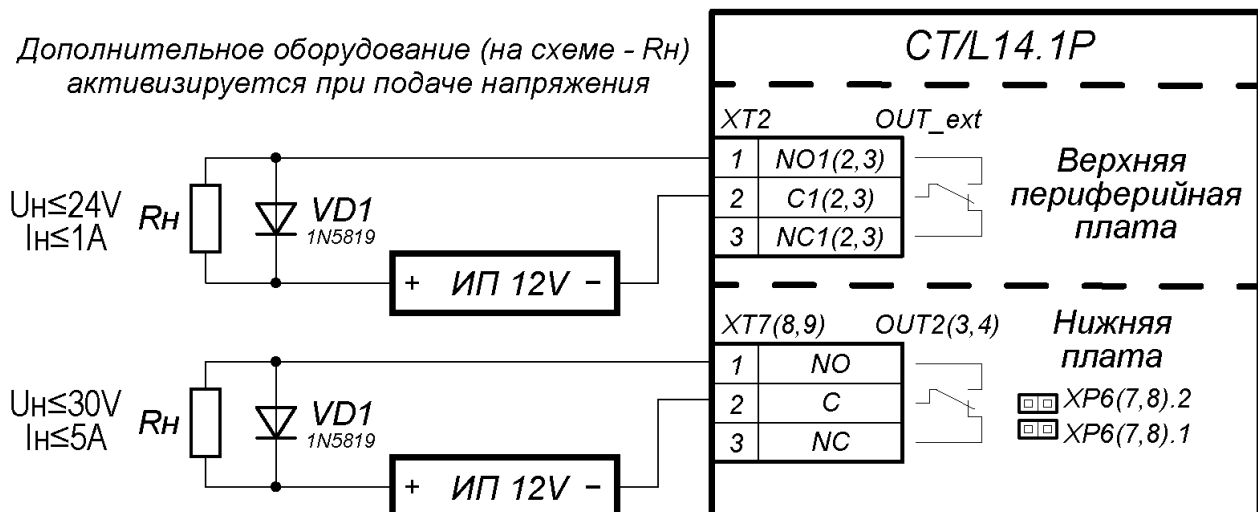 Дополнительное оборудование (на схеме - Rн)
активизируется при подаче напряжения
CT/L14.1P
XT2 OUT_ext
1 NO1(2,3)
2 C1(2,3)
3 NC1(2,3)
Верхняя
периферийная
плата
Uн≤24V
Iн≤1A
Rн
VD1
1N5819
+ ИП 12V -
XT7(8,9) OUT2(3,4)
1 NO
2 C
3 NC
Нижняя
плата
XP6(7,8).2
XP6(7,8).1
Uн≤30V
Iн≤5A
Rн
VD1
1N5819
+ ИП 12V -